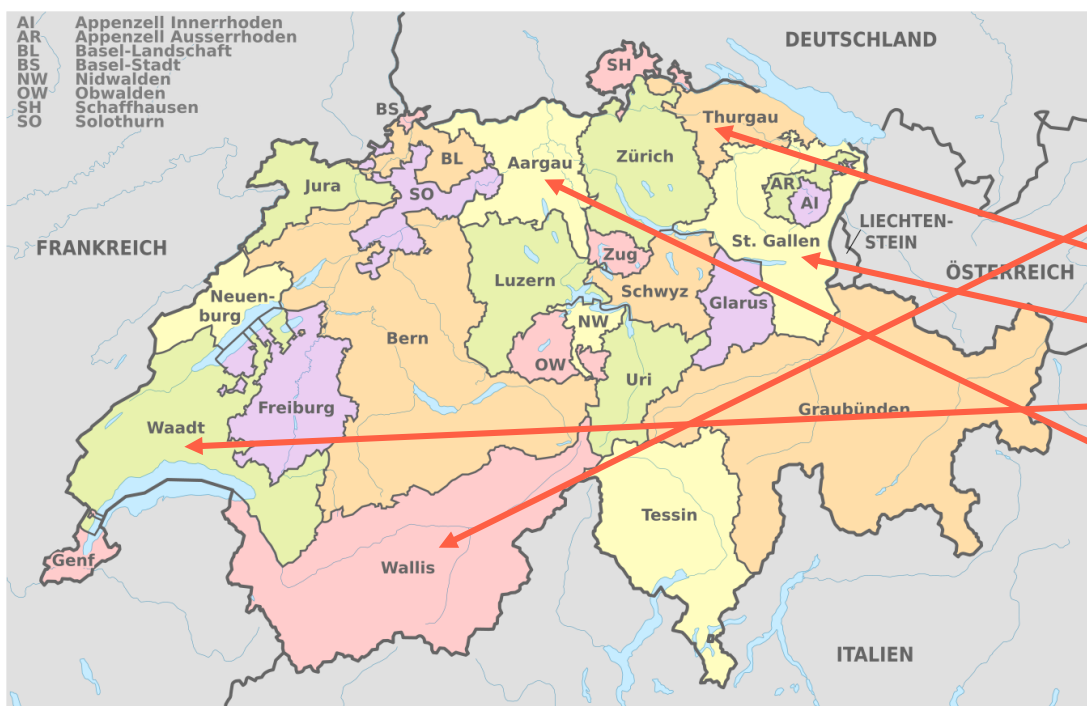 AI Appenzell Innerrhoden
AR Appenzell Ausserrhoden
BL Basel-Landschaft
BS Basel-Stadt
NW Nidwalden
OW Obwalden
SH Schaffhausen
SO Solothurn
DEUTSCHLAND
SH
BS
Thurgau
BL
Aargau
Zürich
Jura
SO
AR
AI
LIECHTEN-
STEIN
FRANKREICH
St. Gallen
Zug
ÖSTERREICH
Luzern
Schwyz
Glarus
Neuen-
burg
NW
Bern
OW
Uri
Freiburg
Graubünden
Waadt
Tessin
Genf
Wallis
ITALIEN